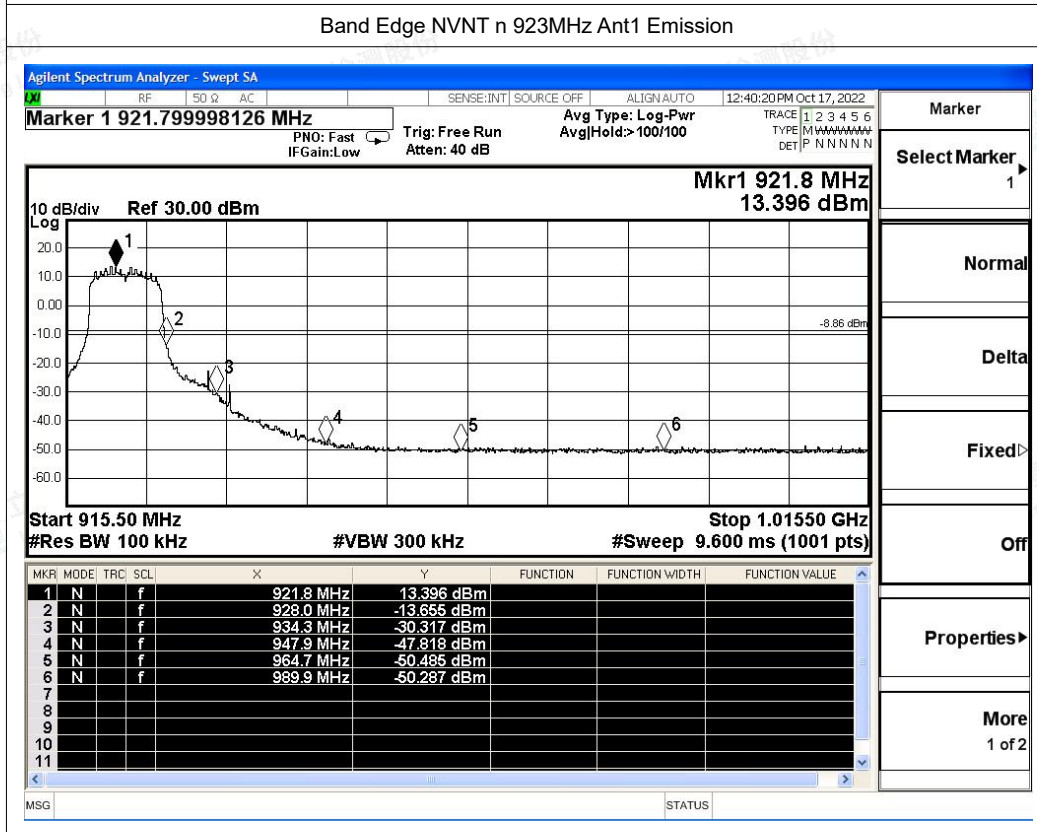 Band Edge NVNT n 923MHz Ant1 Emission
Agilent Spectrum Analyzer - Swept SA
LXI RF 50 Ω AC SENSE:INT SOURCE OFF ALIGN AUTO 12:40:20 PM Oct 17, 2022
Marker 1 921.799998126 MHz
PNO: Fast
IFGain:Low
Trig: Free Run
Atten: 40 dB
Avg Type: Log-Pwr
Avg|Hold:>100/100
TRACE 1 2 3 4 5 6
TYPE M
DET P N N N N N
Mkr1 921.8 MHz
13.396 dBm
10 dB/div Ref 30.00 dBm
Log
20.0
10.0
0.00
-10.0
-20.0
-30.0
-40.0
-50.0
-60.0
1
2
3
4
5
6
-8.86 dBm
Start 915.50 MHz Stop 1.01550 GHz
#Res BW 100 kHz #VBW 300 kHz #Sweep 9.600 ms (1001 pts)
MKR MODE TRC SCL X Y FUNCTION FUNCTION WIDTH FUNCTION VALUE
1 N f 921.8 MHz 13.396 dBm
2 N f 928.0 MHz -13.655 dBm
3 N f 934.3 MHz -30.317 dBm
4 N f 947.9 MHz -47.818 dBm
5 N f 964.7 MHz -50.485 dBm
6 N f 989.9 MHz -50.287 dBm
7
8
9
10
11
MSG STATUS
Marker
Select Marker
1
Normal
Delta
Fixed
Off
Properties
More
1 of 2